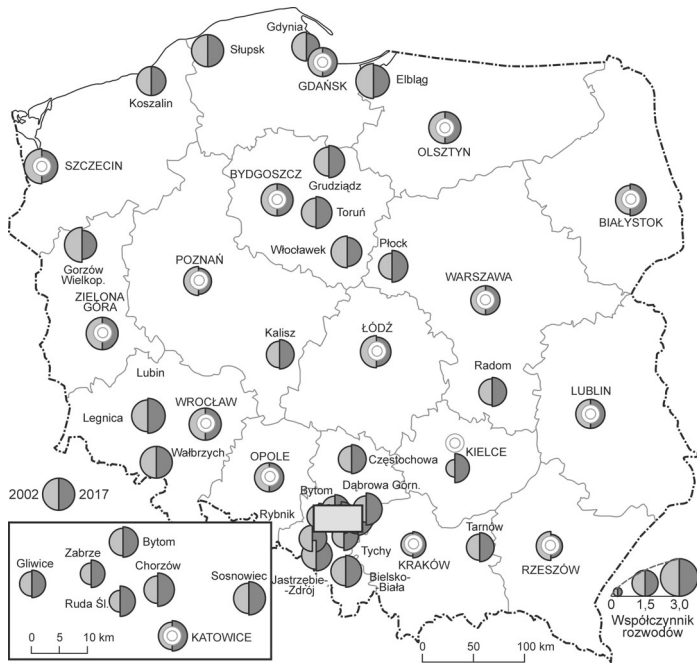 Gdynia
Słupsk
GDAŃSK
Elbląg
Koszalin
OLSZTYN
SZCZECIN
BYDGOSZCZ
Grudziądz
Toruń
BIAŁYSTOK
Gorzów
Wielkop.
POZNAŃ
Włocławek
Płock
WARSZAWA
ZIELONA
GÓRA
ŁÓDŹ
Kalisz
Lubin
Radom
LUBLIN
Legnica
WROCŁAW
Wałbrzych
OPOLE
Częstochowa
KIELCE
2002
2017
Bytom
Dąbrowa Górn.
Rybnik
Tychy
KRAKÓW
Tarnów
RZESZÓW
Jastrzębie-
-Zdrój
Bielsko-
-Biała
Gliwice
Zabrze
Bytom
Chorzów
Ruda Śl.
Sosnowiec
KATOWICE
0 5 10 km
0 50 100 km
0 1,5 3,0
Współczynnik
rozwodów